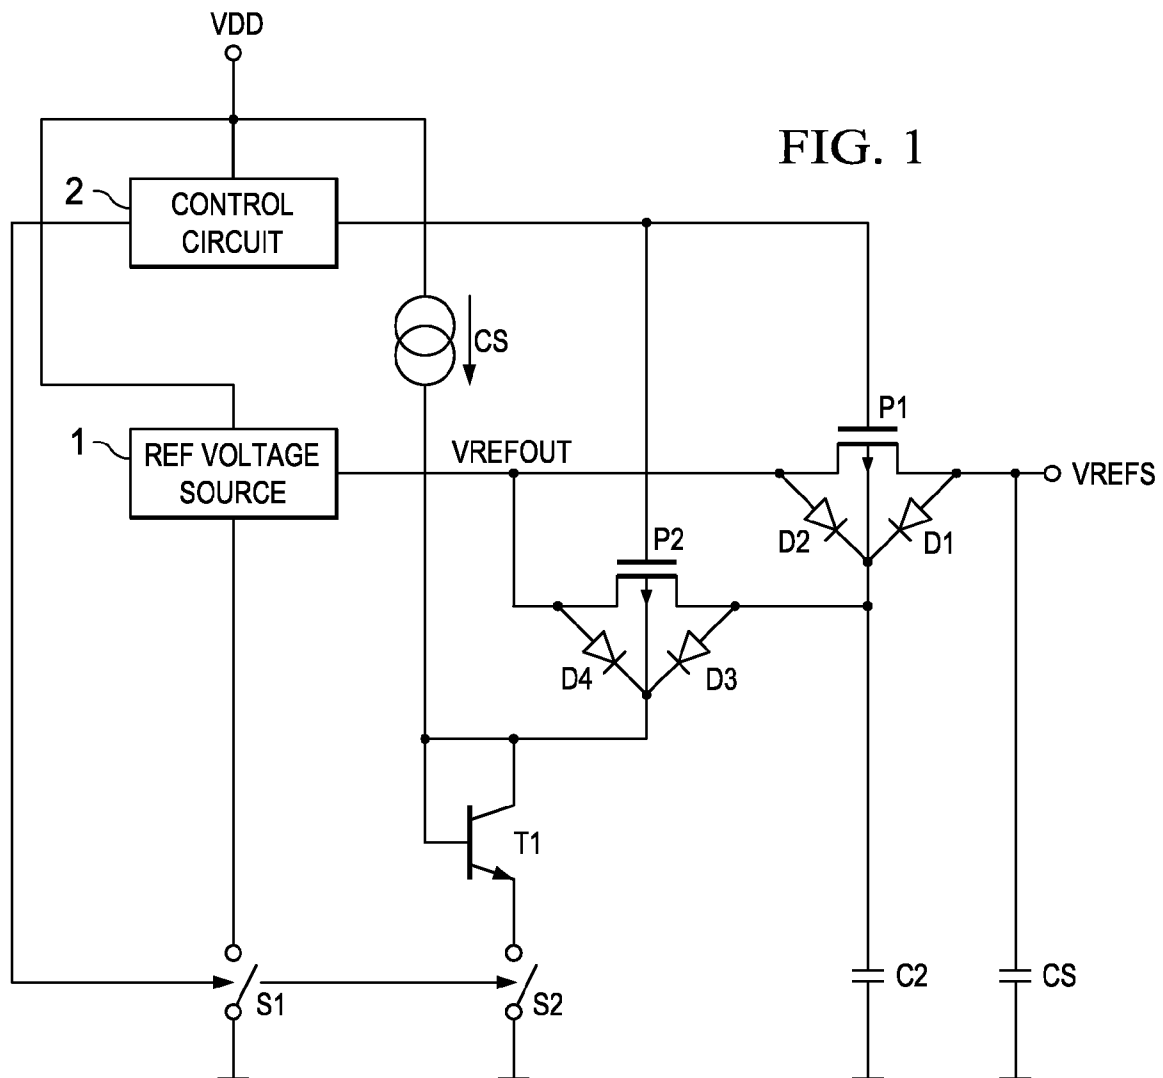 VDD
FIG. 1
2
CONTROL
CIRCUIT
CS
P1
1
REF VOLTAGE
SOURCE
VREFOUT
VREFS
D2
D1
P2
D4
D3
T1
S1
S2
C2
CS